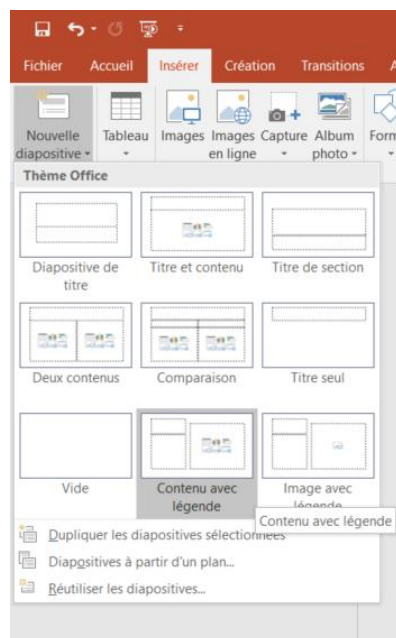 Fichier Accueil Insérer Création Transitions A
Nouvelle diapositive Tableau Images Images en ligne Capture Album photo Form
Thème Office
Diapositive de titre Titre et contenu Titre de section
Deux contenus Comparaison Titre seul
Vide Contenu avec légende Image avec légende
Contenu avec légende
Dupliquer les diapositives sélectionnées
Diapositives à partir d'un plan...
Réutiliser les diapositives...